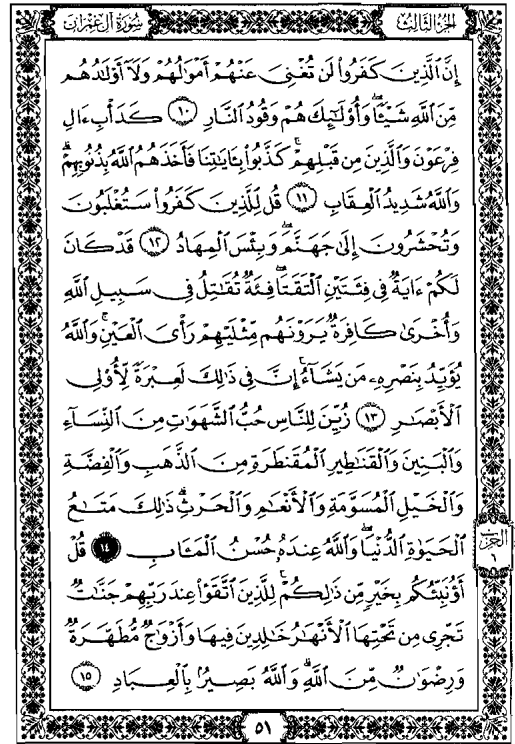 سورة آل عمران
الجزء الثالث
إِنَّ ٱلَّذِينَ كَفَرُوا۟ لَن تُغْنِىَ عَنْهُمْ أَمْوَٰلُهُمْ وَلَآ أَوْلَٰدُهُم
مِّنَ ٱللَّهِ شَيْـًٔا ۖ وَأُو۟لَٰٓئِكَ هُمْ وَقُودُ ٱلنَّارِ ١٠ كَدَأْبِ ءَالِ
فِرْعَوْنَ وَٱلَّذِينَ مِن قَبْلِهِمْ ۚ كَذَّبُوا۟ بِـَٔايَٰتِنَا فَأَخَذَهُمُ ٱللَّهُ بِذُنُوبِهِمْ ۗ
وَٱللَّهُ شَدِيدُ ٱلْعِقَابِ ١١ قُل لِّلَّذِينَ كَفَرُوا۟ سَتُغْلَبُونَ
وَتُحْشَرُونَ إِلَىٰ جَهَنَّمَ ۚ وَبِئْسَ ٱلْمِهَادُ ١٢ قَدْ كَانَ
لَكُمْ ءَايَةٌ فِى فِئَتَيْنِ ٱلْتَقَتَا ۖ فِئَةٌ تُقَٰتِلُ فِى سَبِيلِ ٱللَّهِ
وَأُخْرَىٰ كَافِرَةٌ يَرَوْنَهُم مِّثْلَيْهِمْ رَأْىَ ٱلْعَيْنِ ۚ وَٱللَّهُ
يُؤَيِّدُ بِنَصْرِهِۦ مَن يَشَآءُ ۗ إِنَّ فِى ذَٰلِكَ لَعِبْرَةً لِّأُو۟لِى
ٱلْأَبْصَٰرِ ١٣ زُيِّنَ لِلنَّاسِ حُبُّ ٱلشَّهَوَٰتِ مِنَ ٱلنِّسَآءِ
وَٱلْبَنِينَ وَٱلْقَنَٰطِيرِ ٱلْمُقَنطَرَةِ مِنَ ٱلذَّهَبِ وَٱلْفِضَّةِ
وَٱلْخَيْلِ ٱلْمُسَوَّمَةِ وَٱلْأَنْعَٰمِ وَٱلْحَرْثِ ۗ ذَٰلِكَ مَتَٰعُ
ٱلْحَيَوٰةِ ٱلدُّنْيَا ۖ وَٱللَّهُ عِندَهُۥ حُسْنُ ٱلْمَـَٔابِ ١٤ قُلْ
أَؤُنَبِّئُكُم بِخَيْرٍ مِّن ذَٰلِكُمْ ۚ لِلَّذِينَ ٱتَّقَوْا۟ عِندَ رَبِّهِمْ جَنَّٰتٌ
تَجْرِى مِن تَحْتِهَا ٱلْأَنْهَٰرُ خَٰلِدِينَ فِيهَا وَأَزْوَٰجٌ مُّطَهَّرَةٌ
وَرِضْوَٰنٌ مِّنَ ٱللَّهِ ۗ وَٱللَّهُ بَصِيرٌۢ بِٱلْعِبَادِ ١٥
الحزب
٦
٥١